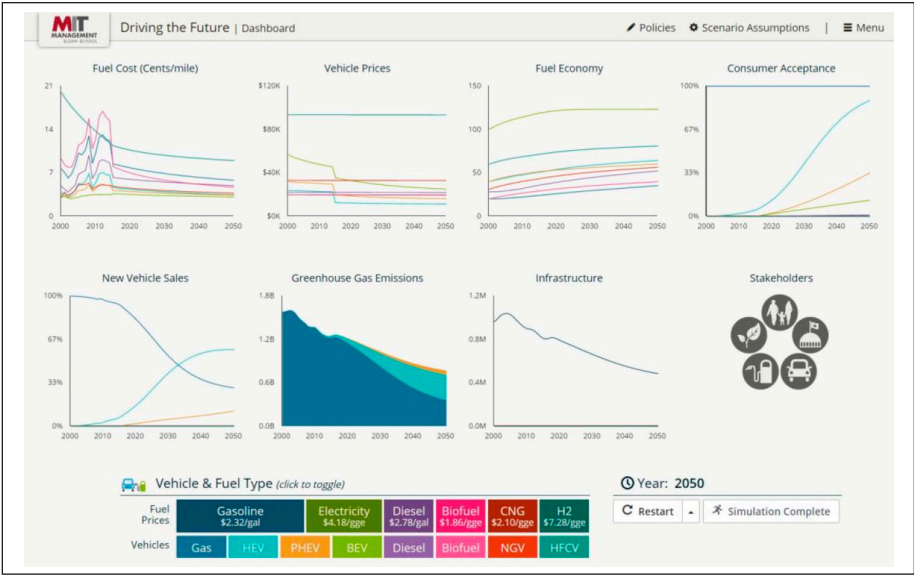 MIT
MANAGEMENT
SLOAN SCHOOL
Driving the Future | Dashboard
Policies
Scenario Assumptions
|
Menu
Fuel Cost (Cents/mile)
21
14
7
0
2000 2010 2020 2030 2040 2050
Vehicle Prices
$120K
$80K
$40K
$0K
2000 2010 2020 2030 2040 2050
Fuel Economy
150
100
50
0
2000 2010 2020 2030 2040 2050
Consumer Acceptance
100%
67%
33%
0%
2000 2010 2020 2030 2040 2050
New Vehicle Sales
100%
67%
33%
0%
2000 2010 2020 2030 2040 2050
Greenhouse Gas Emissions
1.8B
1.2B
0.6B
0.0B
2000 2010 2020 2030 2040 2050
Infrastructure
1.2M
0.8M
0.4M
0.0M
2000 2010 2020 2030 2040 2050
Stakeholders
Vehicle & Fuel Type (click to toggle)
Fuel
Prices
Gasoline
$2.32/gal
Electricity
$4.18/gge
Diesel
$2.78/gal
Biofuel
$1.86/gge
CNG
$2.10/gge
H2
$7.28/gge
Vehicles
Gas
HEV
PHEV
BEV
Diesel
Biofuel
NGV
HFCV
Year: 2050
Restart
Simulation Complete